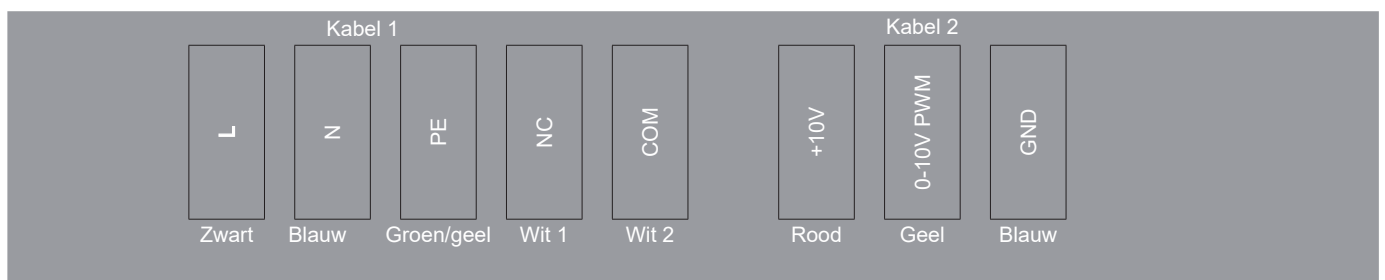 Kabel 1 Kabel 2
L N PE NC COM +10V 0-10V PWM GND
Zwart Blauw Groen/geel Wit 1 Wit 2 Rood Geel Blauw